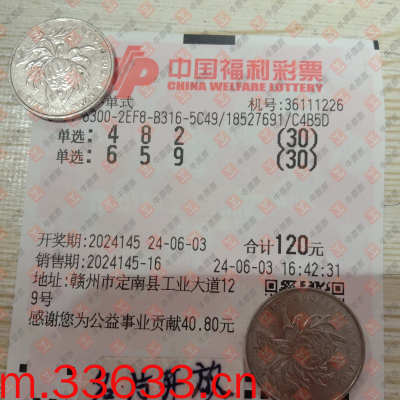 中国福利彩票
CHINA WELFARE LOTTERY
单式 机号:36111226
6300-2EF8-B316-5C49/18527691/C4B5D
单选: 4 8 2 (30)
单选: 6 5 9 (30)
开奖期:2024145 24-06-03 合计120元
销售期:2024145-16 24-06-03 16:42:31
地址:赣州市定南县工业大道12
9号
感谢您为公益事业贡献40.80元
m.33633.cn
放